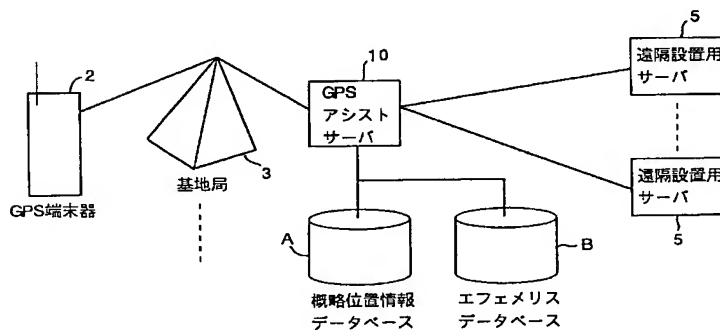 2
GPS端末器
3
基地局
10
GPS
アシスト
サーバ
5
遠隔設置用
サーバ
遠隔設置用
サーバ
5
A
概略位置情報
データベース
B
エフェメリス
データベース